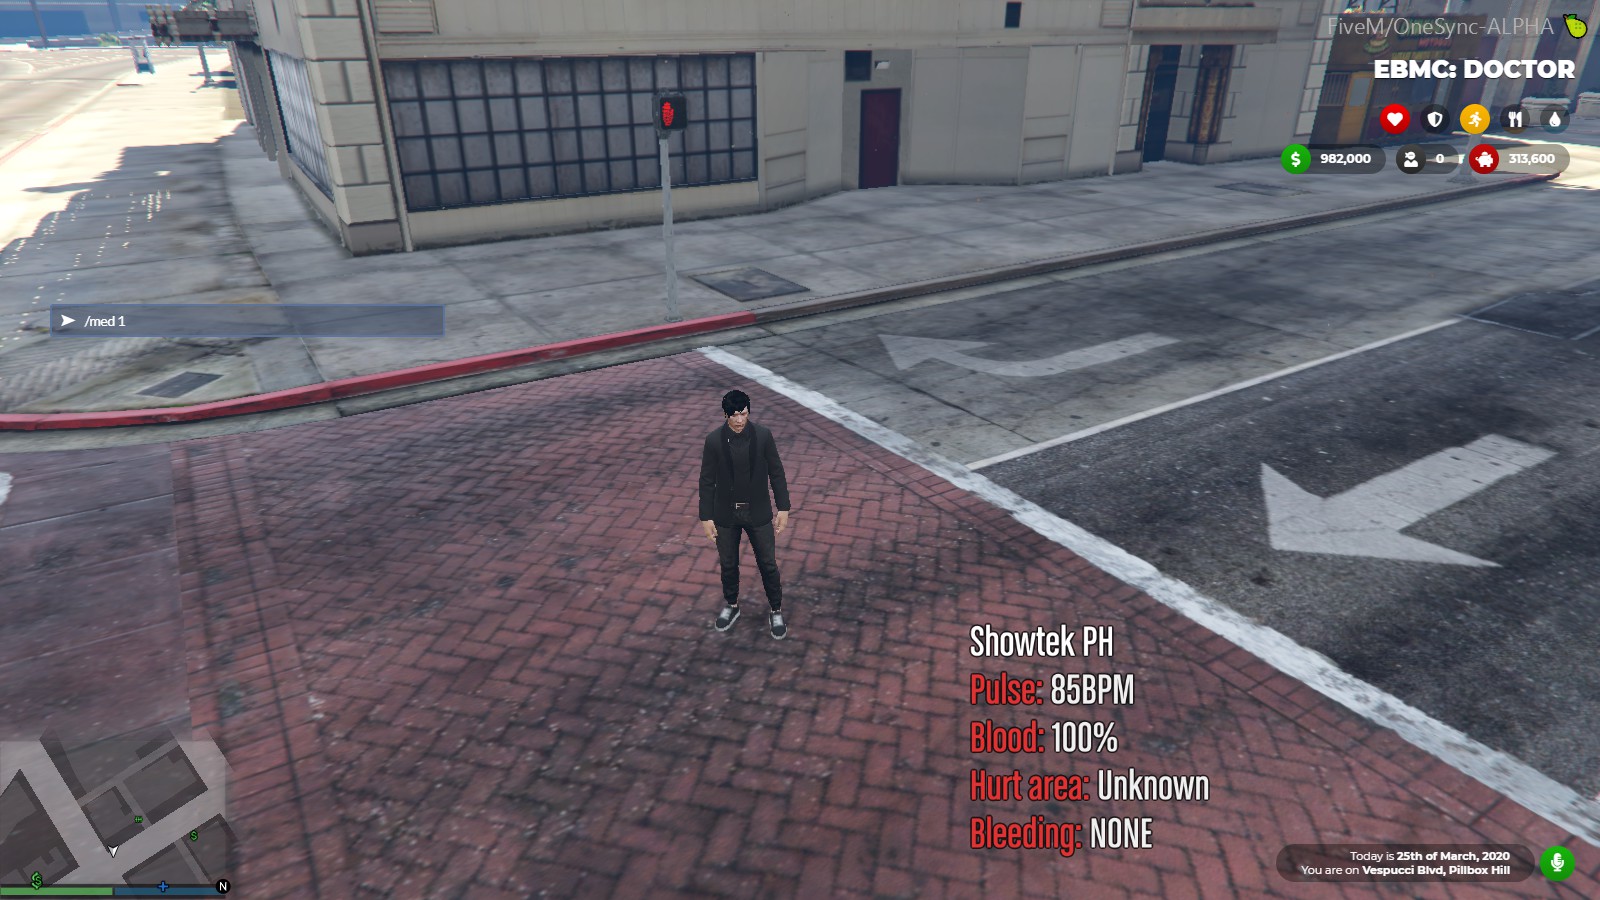 FiveM/OneSync-ALPHA
EBMC: DOCTOR
$ 982,000 0 313,600
/med 1
Showtek PH
Pulse: 85BPM
Blood: 100%
Hurt area: Unknown
Bleeding: NONE
Today is 25th of March, 2020
You are on Vespucci Blvd, Pillbox Hill
$
$
N